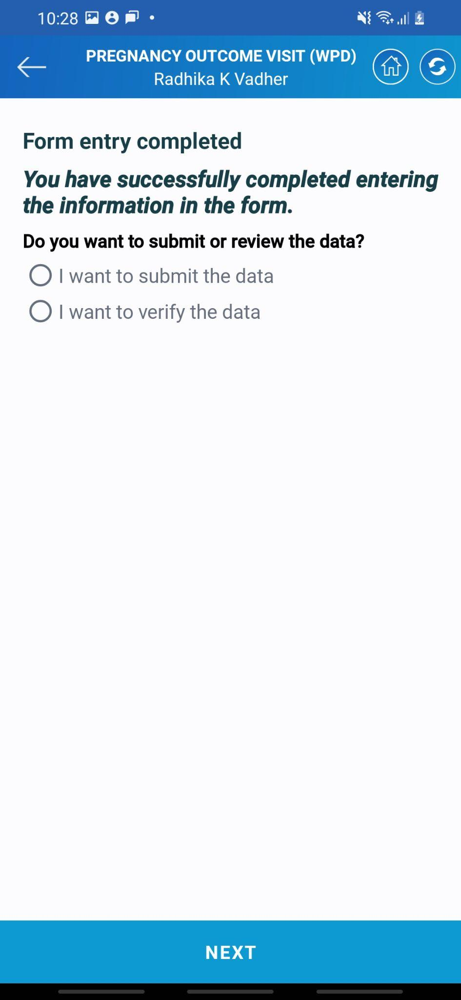 10:28
PREGNANCY OUTCOME VISIT (WPD)
Radhika K Vadher
Form entry completed
You have successfully completed entering
the information in the form.
Do you want to submit or review the data?
I want to submit the data
I want to verify the data
NEXT